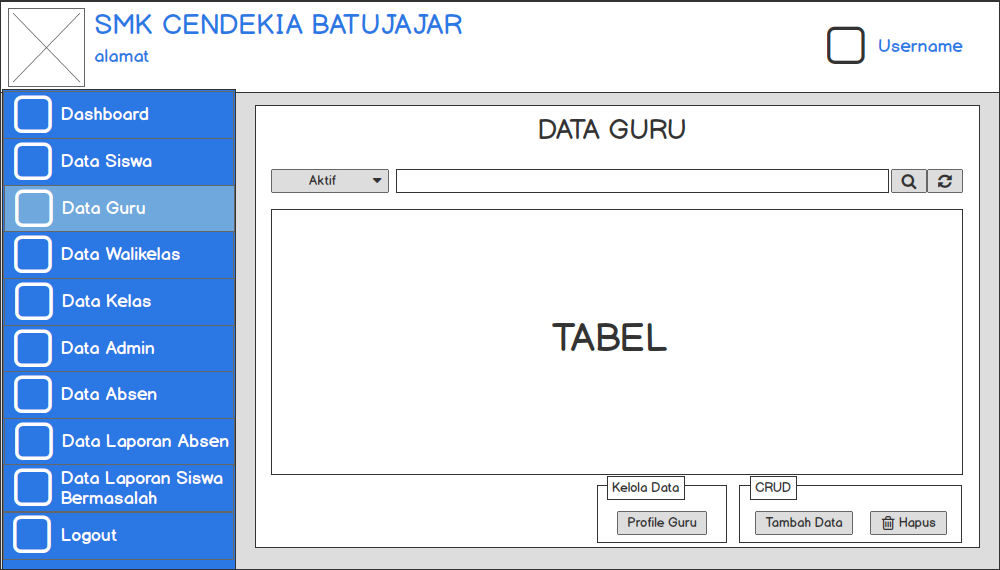 SMK CENDEKIA BATUJAJAR
alamat
Username
Dashboard
Data Siswa
Data Guru
Data Walikelas
Data Kelas
Data Admin
Data Absen
Data Laporan Absen
Data Laporan Siswa
Bermasalah
Logout
DATA GURU
Aktif
TABEL
Kelola Data
Profile Guru
CRUD
Tambah Data
Hapus